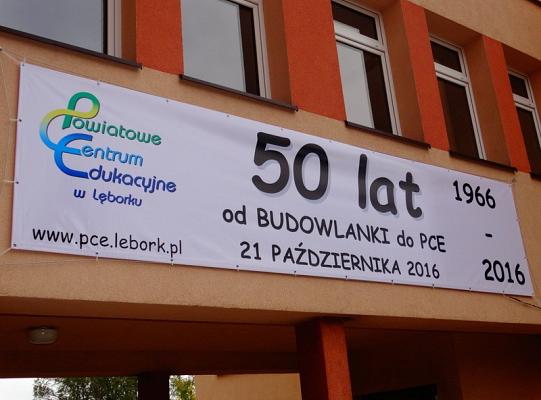 Powiatowe
Centrum
Edukacyjne
w Lęborku
www.pce.lebork.pl
50 lat
od BUDOWLANKI do PCE
21 PAŹDZIERNIKA 2016
1966
-
2016